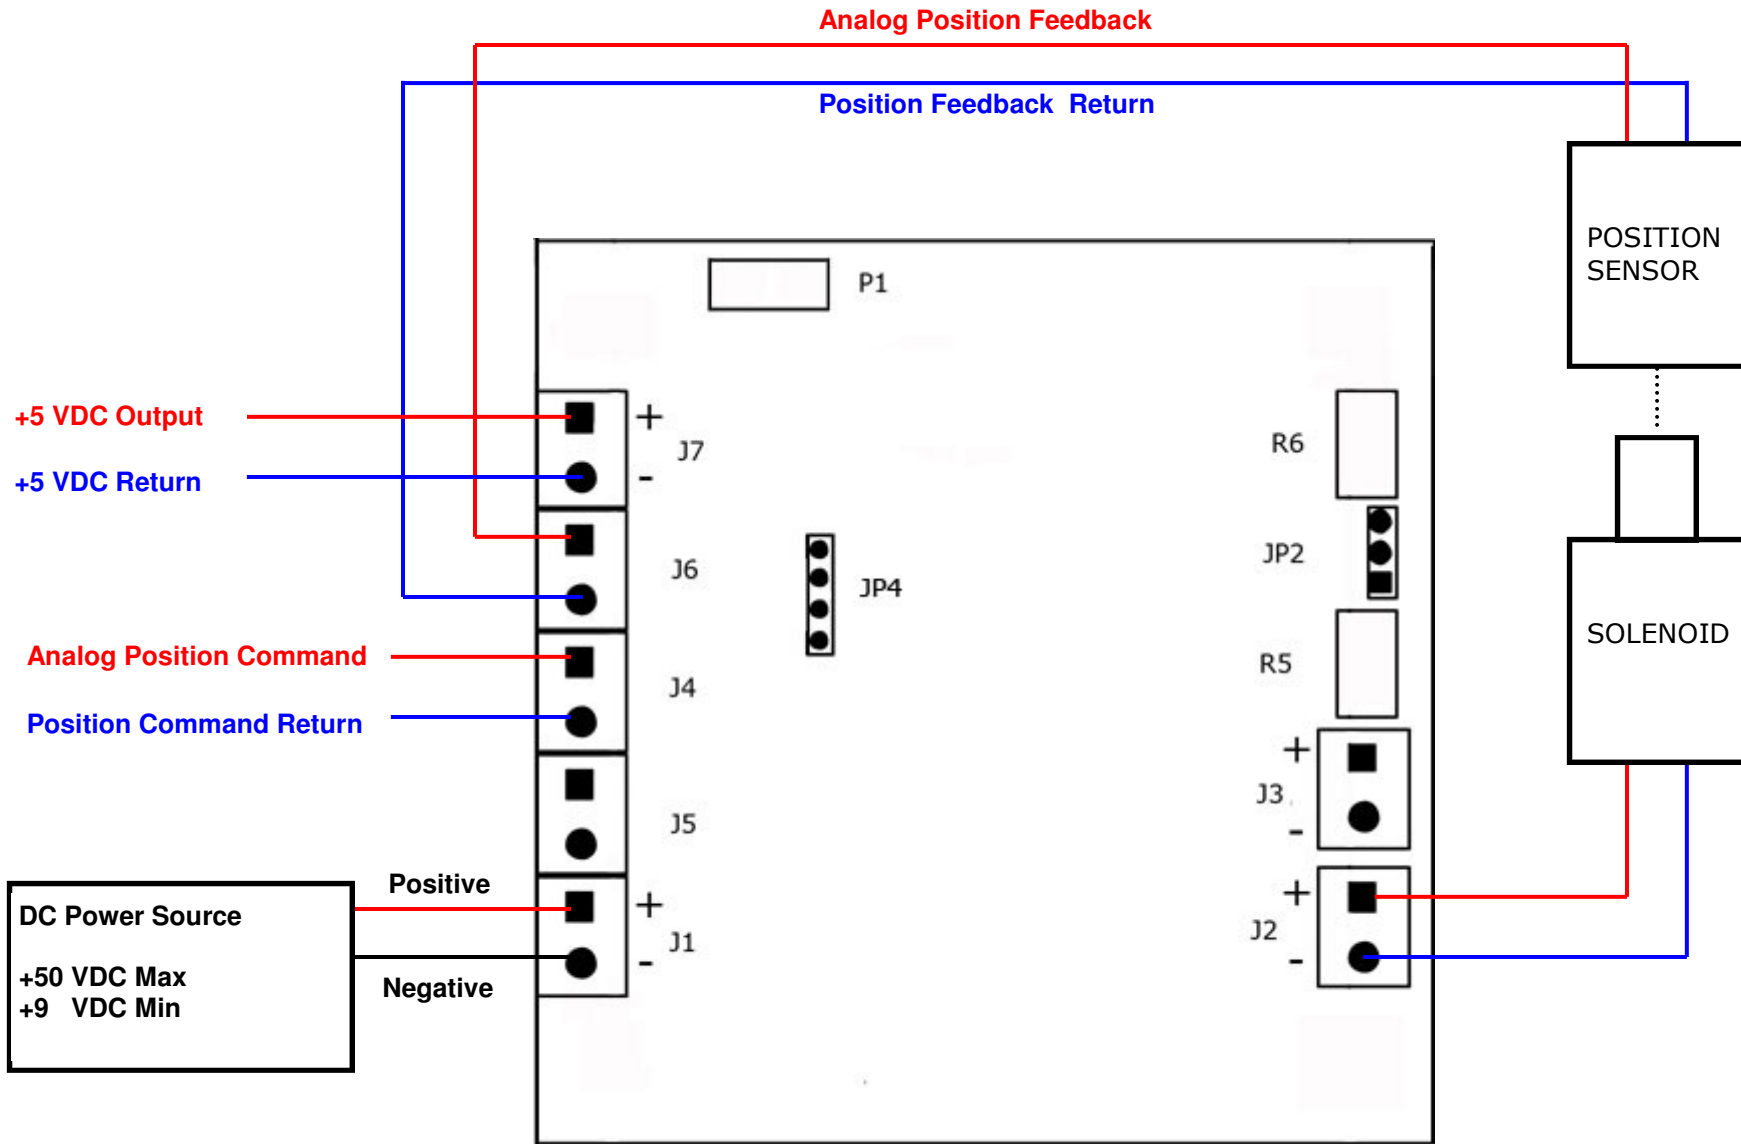 Analog Position Feedback
Position Feedback  Return
POSITION
SENSOR
P1
+5 VDC Output
+
J7
+5 VDC Return
-
R6
J6
JP4
JP2
SOLENOID
Analog Position Command
J4
R5
Position Command Return
+
J3
-
J5
Positive
+
+
DC Power Source
J1
J2
-
-
+50 VDC Max
Negative
+9   VDC Min